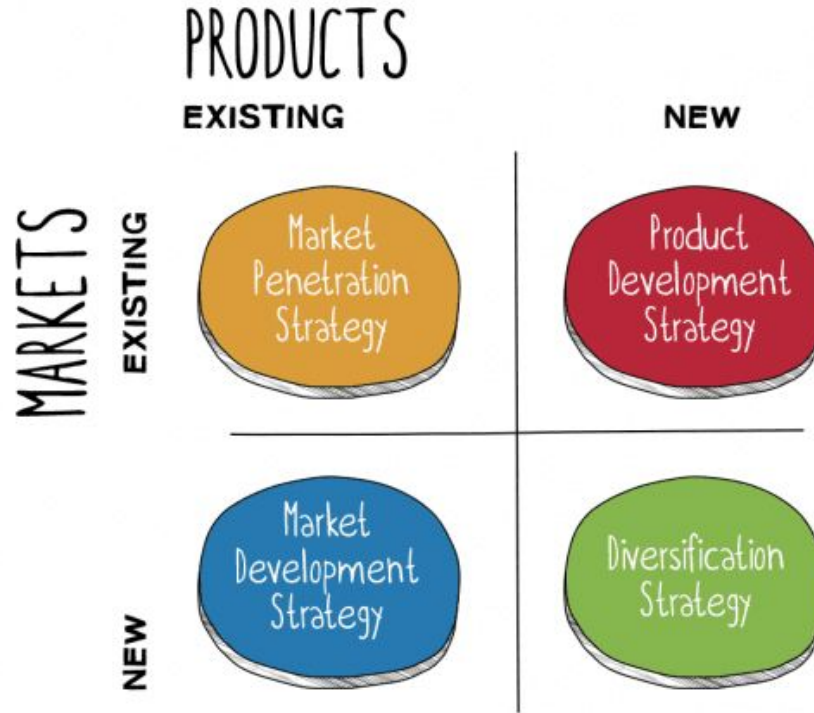 PRODUCTS
EXISTING
NEW
MARKETS
EXISTING
Market
Penetration
Strategy
Product
Development
Strategy
NEW
Market
Development
Strategy
Diversification
Strategy